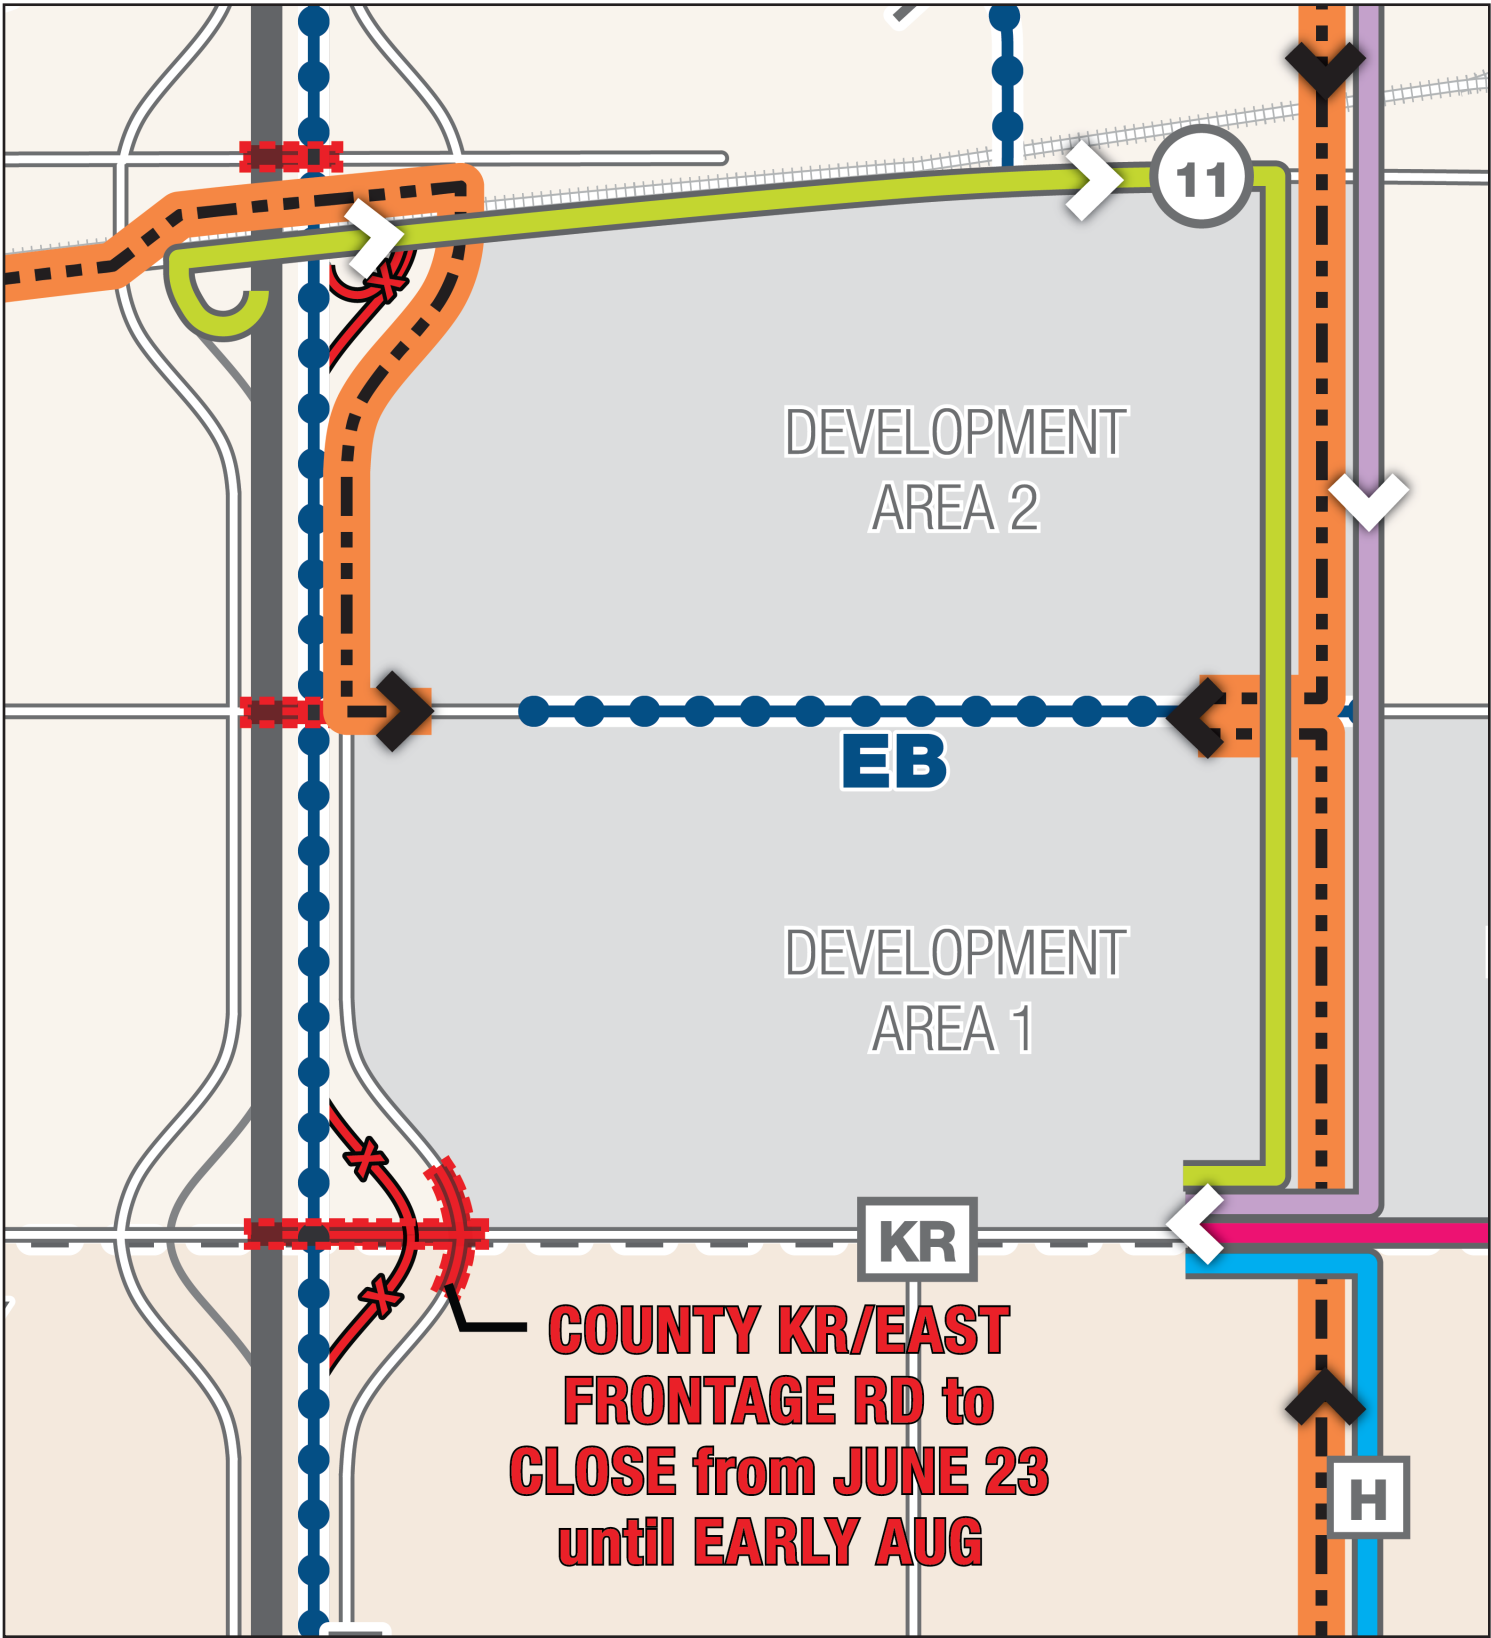 11
DEVELOPMENT
AREA 2
EB
DEVELOPMENT
AREA 1
KR
COUNTY KR/EAST
FRONTAGE RD to
CLOSE from JUNE 23
until EARLY AUG
H